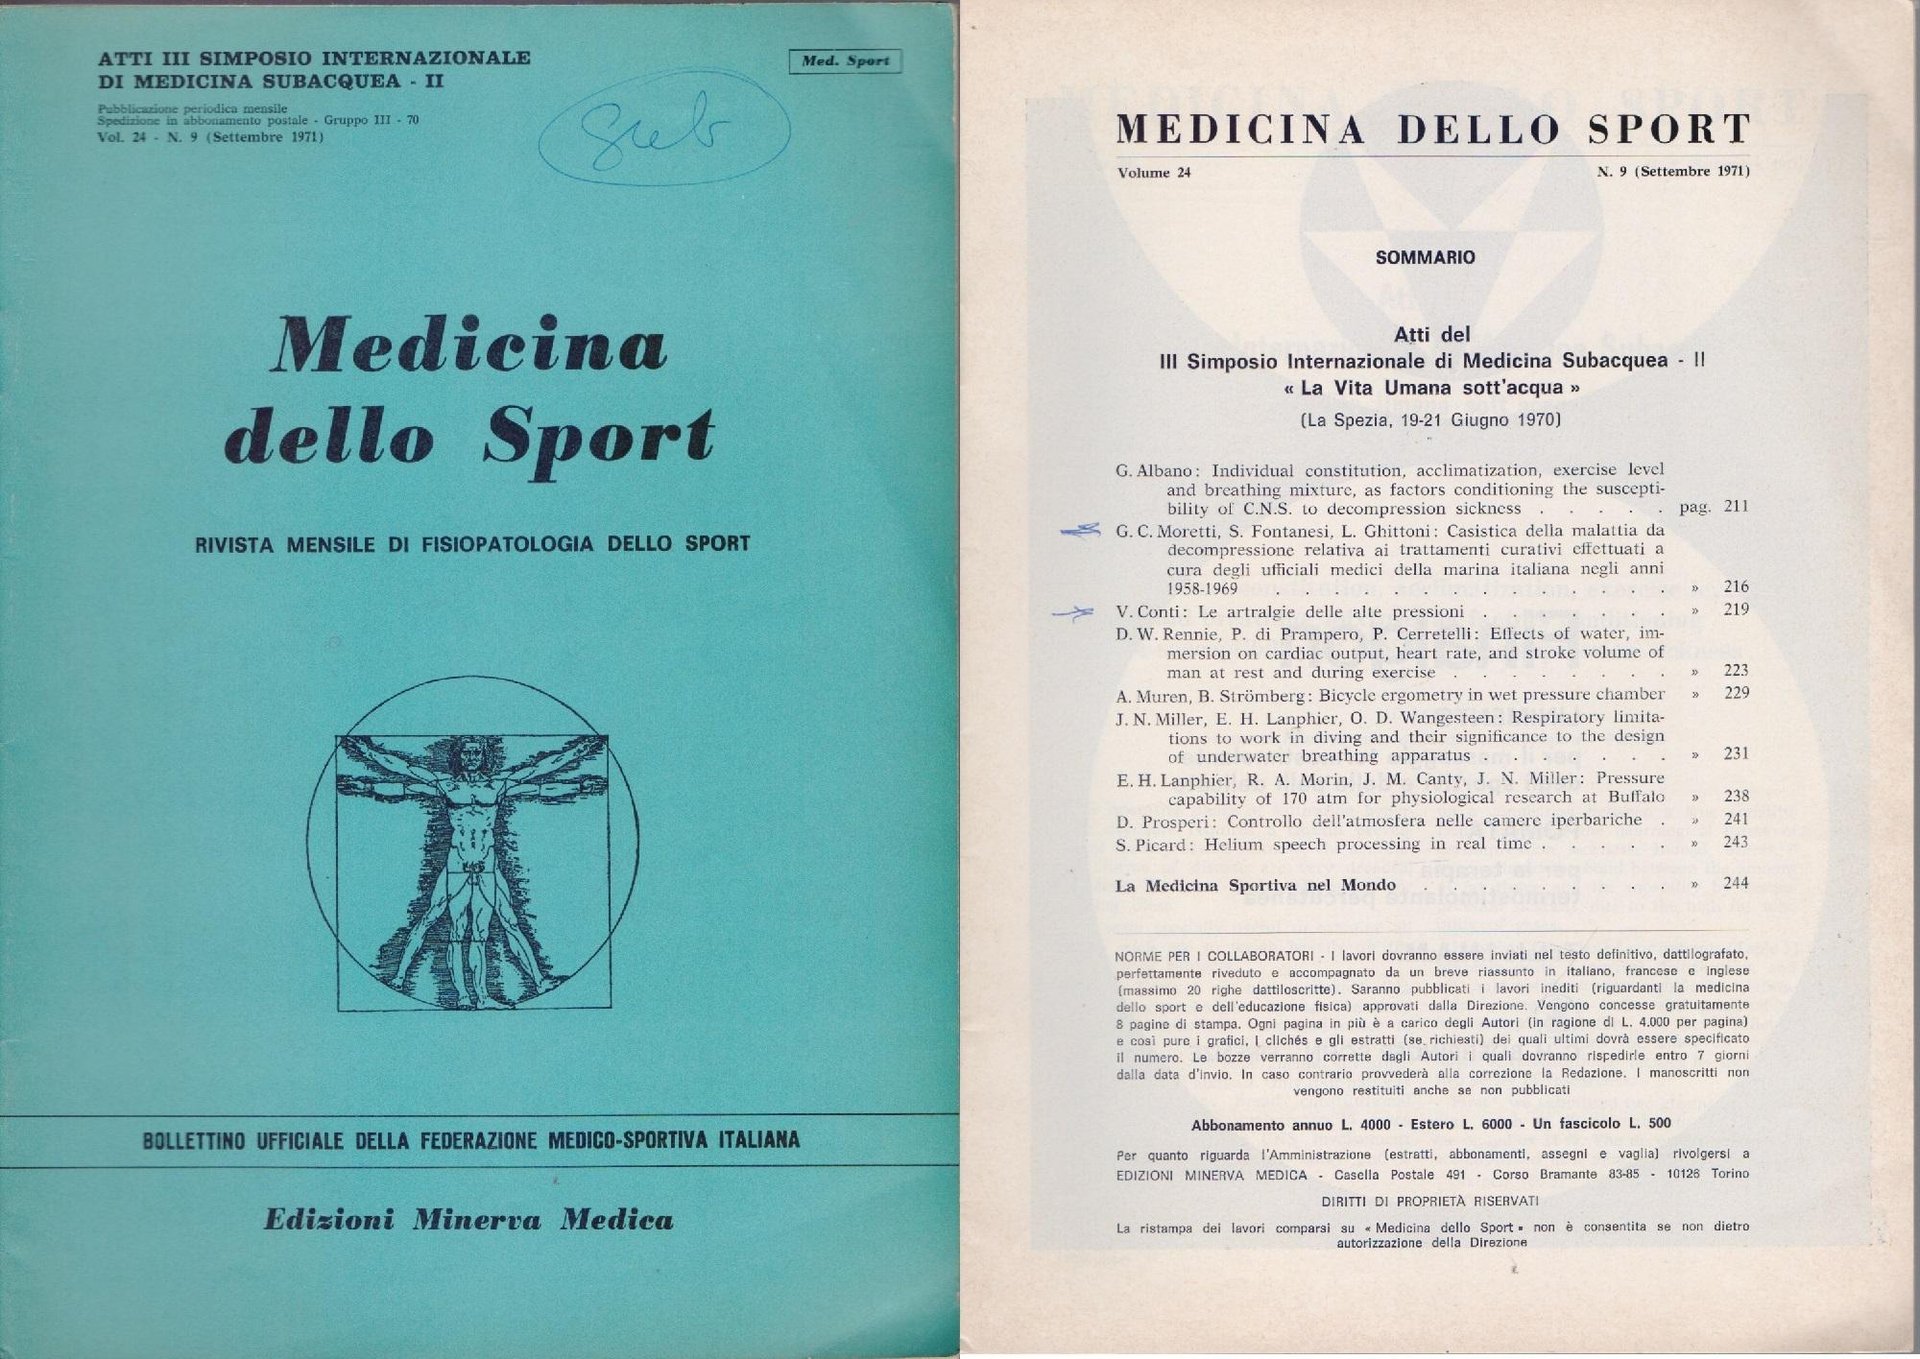 ATTI III SIMPOSIO INTERNAZIONALE
DI MEDICINA SUBACQUEA - II
Pubblicazione periodica mensile
Spedizione in abbonamento postale - Gruppo III - 70
Vol. 24 - N. 9 (Settembre 1971)
Med. Sport
Sub
Medicina
dello Sport
RIVISTA MENSILE DI FISIOPATOLOGIA DELLO SPORT
BOLLETTINO UFFICIALE DELLA FEDERAZIONE MEDICO-SPORTIVA ITALIANA
Edizioni Minerva Medica
MEDICINA DELLO SPORT
Volume 24 N. 9 (Settembre 1971)
SOMMARIO
Atti del
III Simposio Internazionale di Medicina Subacquea - II
« La Vita Umana sott'acqua »
(La Spezia, 19-21 Giugno 1970)
G. Albano: Individual constitution, acclimatization, exercise level
and breathing mixture, as factors conditioning the suscepti-
bility of C.N.S. to decompression sickness . . . . . pag. 211
G. C. Moretti, S. Fontanesi, L. Ghittoni: Casistica della malattia da
decompressione relativa ai trattamenti curativi effettuati a
cura degli ufficiali medici della marina italiana negli anni
1958-1969 . . . . . . . . . . . . . . » 216
V. Conti: Le artralgie delle alte pressioni . . . . . . . » 219
D. W. Rennie, P. di Prampero, P. Cerretelli: Effects of water, im-
mersion on cardiac output, heart rate, and stroke volume of
man at rest and during exercise . . . . . . . . » 223
A. Muren, B. Strömberg: Bicycle ergometry in wet pressure chamber » 229
J. N. Miller, E. H. Lanphier, O. D. Wangesteen: Respiratory limita-
tions to work in diving and their significance to the design
of underwater breathing apparatus . . . . . . . » 231
E. H. Lanphier, R. A. Morin, J. M. Canty, J. N. Miller: Pressure
capability of 170 atm for physiological research at Buffalo » 238
D. Prosperi: Controllo dell'atmosfera nelle camere iperbariche . » 241
S. Picard: Helium speech processing in real time . . . . . » 243
La Medicina Sportiva nel Mondo . . . . . . . . . » 244
NORME PER I COLLABORATORI - I lavori dovranno essere inviati nel testo definitivo, dattilografato,
perfettamente riveduto e accompagnato da un breve riassunto in italiano, francese e inglese
(massimo 20 righe dattiloscritte). Saranno pubblicati i lavori inediti (riguardanti la medicina
dello sport e dell'educazione fisica) approvati dalla Direzione. Vengono concesse gratuitamente
8 pagine di stampa. Ogni pagina in più è a carico degli Autori (in ragione di L. 4.000 per pagina)
e così pure i grafici, i clichés e gli estratti (se richiesti) dei quali ultimi dovrà essere specificato
il numero. Le bozze verranno corrette dagli Autori i quali dovranno rispedirle entro 7 giorni
dalla data d'invio. In caso contrario provvederà alla correzione la Redazione. I manoscritti non
vengono restituiti anche se non pubblicati
Abbonamento annuo L. 4000 - Estero L. 6000 - Un fascicolo L. 500
Per quanto riguarda l'Amministrazione (estratti, abbonamenti, assegni e vaglia) rivolgersi a
EDIZIONI MINERVA MEDICA - Casella Postale 491 - Corso Bramante 83-85 - 10126 Torino
DIRITTI DI PROPRIETÀ RISERVATI
La ristampa dei lavori comparsi su « Medicina dello Sport » non è consentita se non dietro
autorizzazione della Direzione